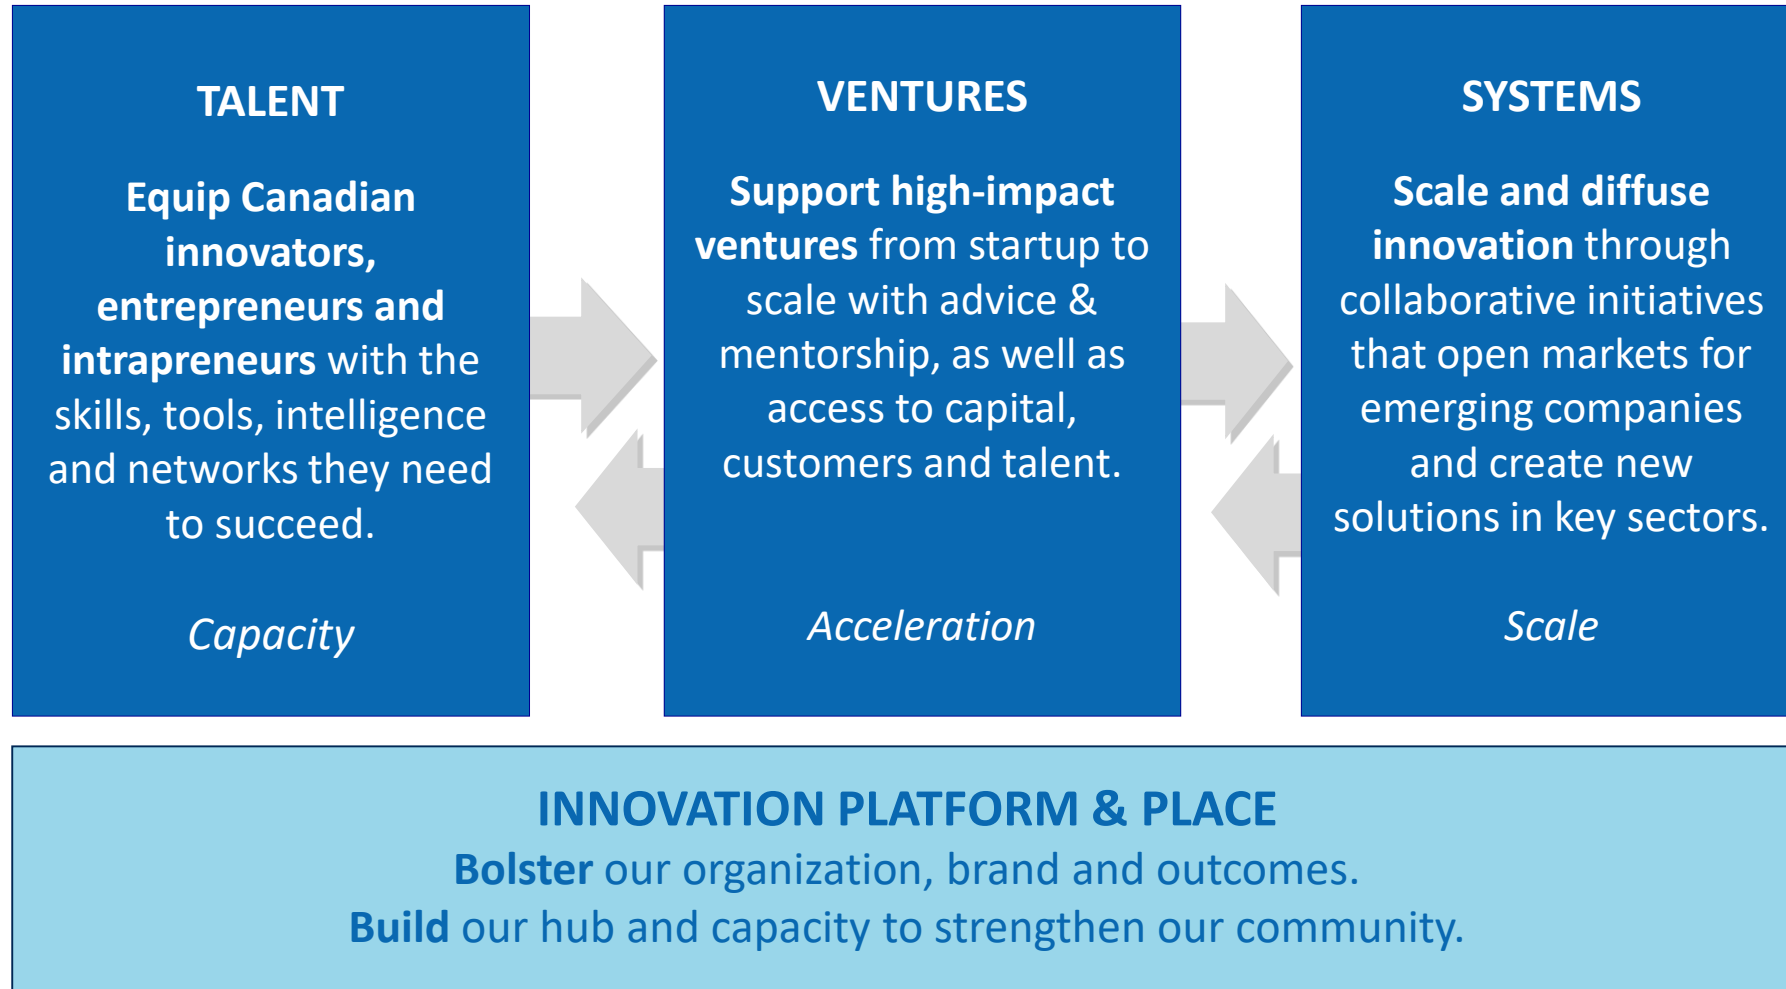 TALENT
Equip Canadian
innovators,
entrepreneurs and
intrapreneurs with the
skills, tools, intelligence
and networks they need
to succeed.
Capacity
VENTURES
Support high-impact
ventures from startup to
scale with advice &
mentorship, as well as
access to capital,
customers and talent.
Acceleration
SYSTEMS
Scale and diffuse
innovation through
collaborative initiatives
that open markets for
emerging companies
and create new
solutions in key sectors.
Scale
INNOVATION PLATFORM & PLACE
Bolster our organization, brand and outcomes.
Build our hub and capacity to strengthen our community.